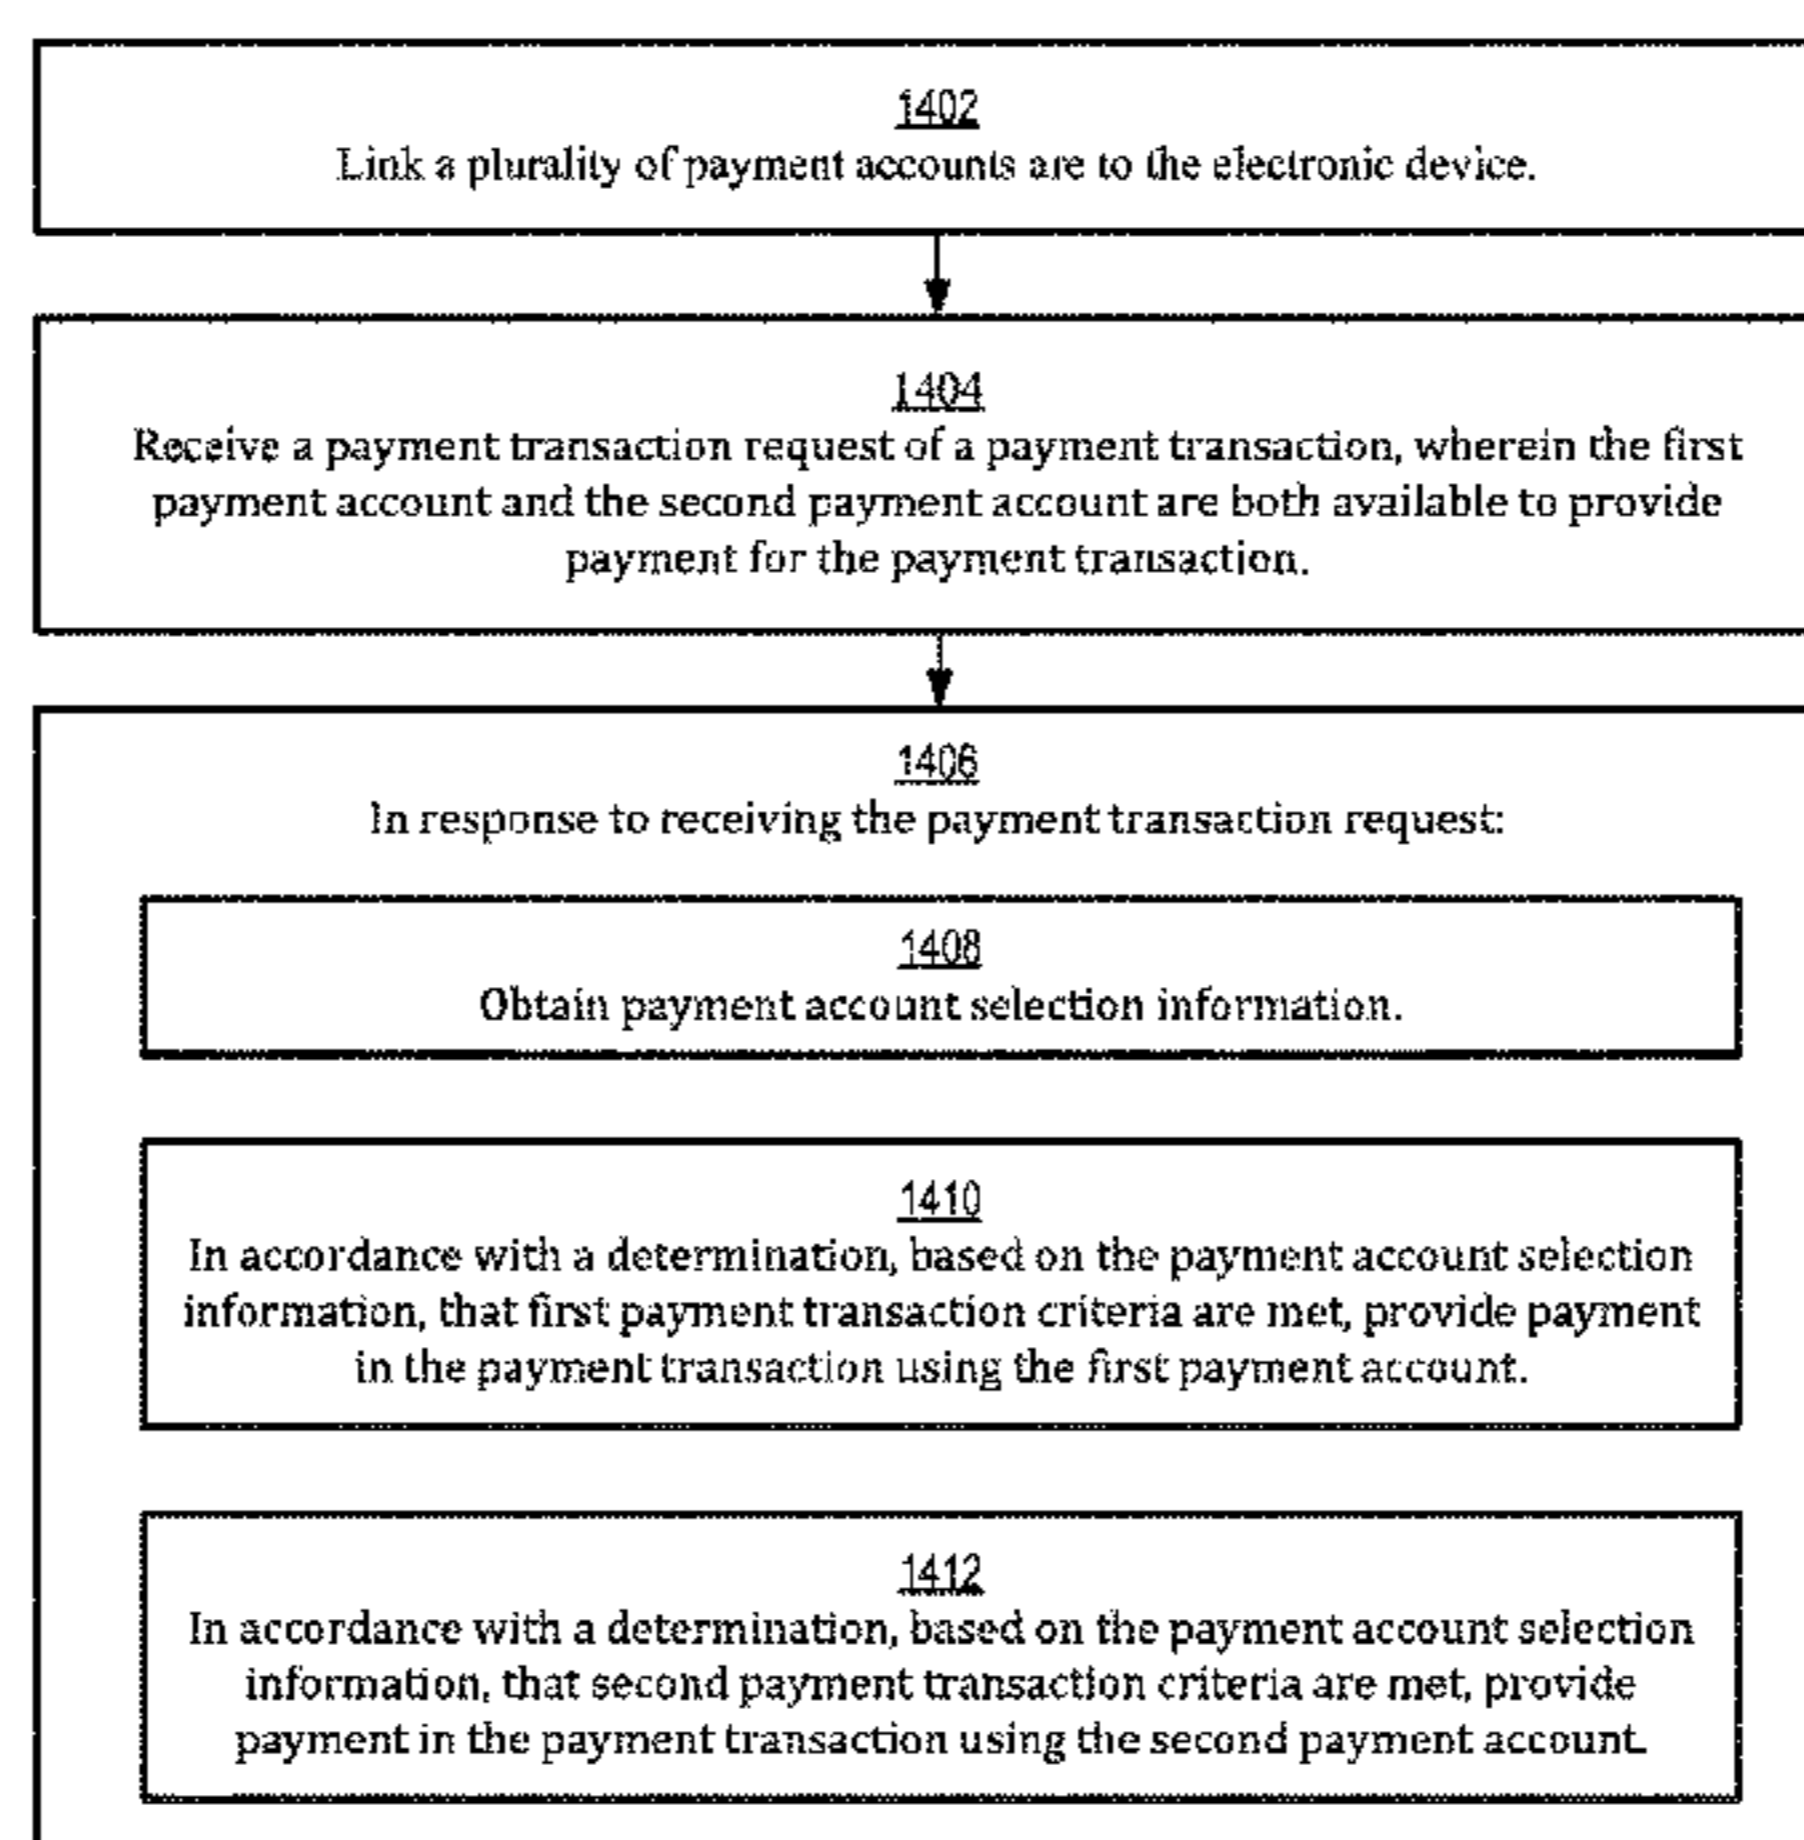 1402
Link a plurality of payment accounts are to the electronic device.
1404
Receive a payment transaction request of a payment transaction, wherein the first
payment account and the second payment account are both available to provide
payment for the payment transaction.
1406
In response to receiving the payment transaction request:
1408
Obtain payment account selection information.
1410
In accordance with a determination, based on the payment account selection
information, that first payment transaction criteria are met, provide payment
in the payment transaction using the first payment account.
1412
In accordance with a determination, based on the payment account selection
information, that second payment transaction criteria are met, provide
payment in the payment transaction using the second payment account.